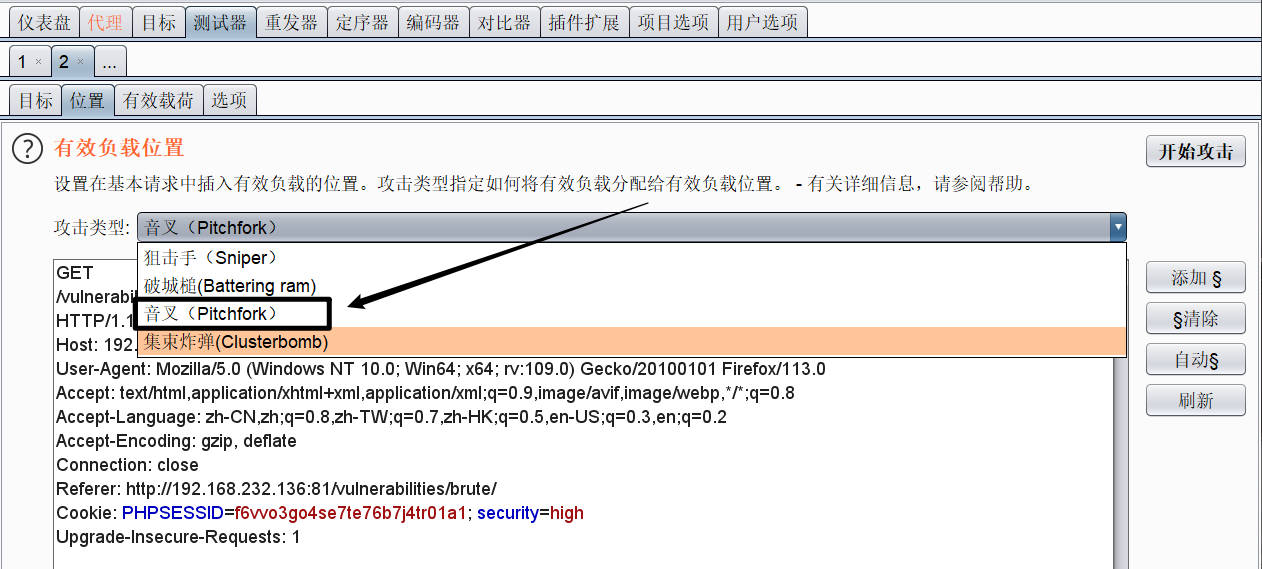 仪表盘 代理 目标 测试器 重发器 定序器 编码器 对比器 插件扩展 项目选项 用户选项
1 × 2 × ...
目标 位置 有效载荷 选项
? 有效负载位置
开始攻击
设置在基本请求中插入有效负载的位置。攻击类型指定如何将有效负载分配给有效负载位置。 - 有关详细信息，请参阅帮助。
攻击类型: 音叉（Pitchfork）
狙击手（Sniper）
破城槌(Battering ram)
音叉（Pitchfork）
集束炸弹(Clusterbomb)
GET
/vulnerabil
HTTP/1.1
Host: 192.
User-Agent: Mozilla/5.0 (Windows NT 10.0; Win64; x64; rv:109.0) Gecko/20100101 Firefox/113.0
Accept: text/html,application/xhtml+xml,application/xml;q=0.9,image/avif,image/webp,*/*;q=0.8
Accept-Language: zh-CN,zh;q=0.8,zh-TW;q=0.7,zh-HK;q=0.5,en-US;q=0.3,en;q=0.2
Accept-Encoding: gzip, deflate
Connection: close
Referer: http://192.168.232.136:81/vulnerabilities/brute/
Cookie: PHPSESSID=f6vvo3go4se7te76b7j4tr01a1; security=high
Upgrade-Insecure-Requests: 1
添加 §
§清除
自动§
刷新